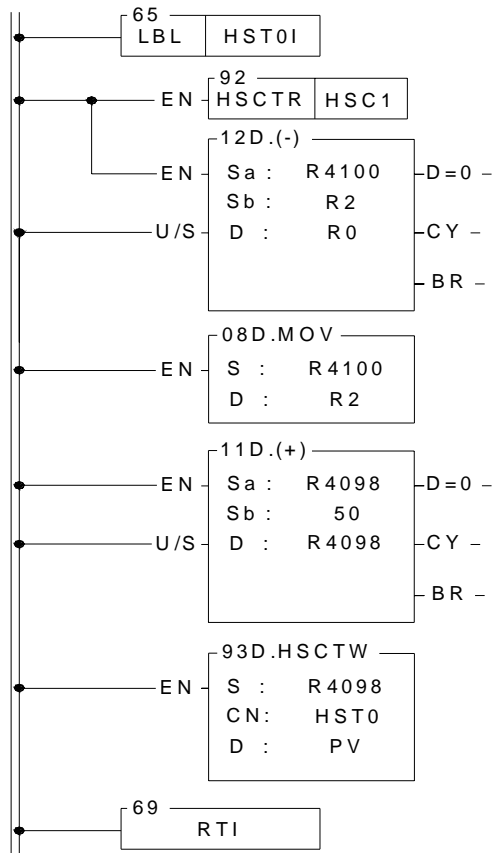 65
LBL HST0I
92
EN HSCTR HSC1
12D.(-)
EN Sa : R4100 D=0
Sb : R2
U/S D : R0 CY
BR
08D.MOV
EN S : R4100
D : R2
11D.(+)
EN Sa : R4098 D=0
Sb : 50
U/S D : R4098 CY
BR
93D.HSCTW
EN S : R4098
CN: HST0
D : PV
69
RTI